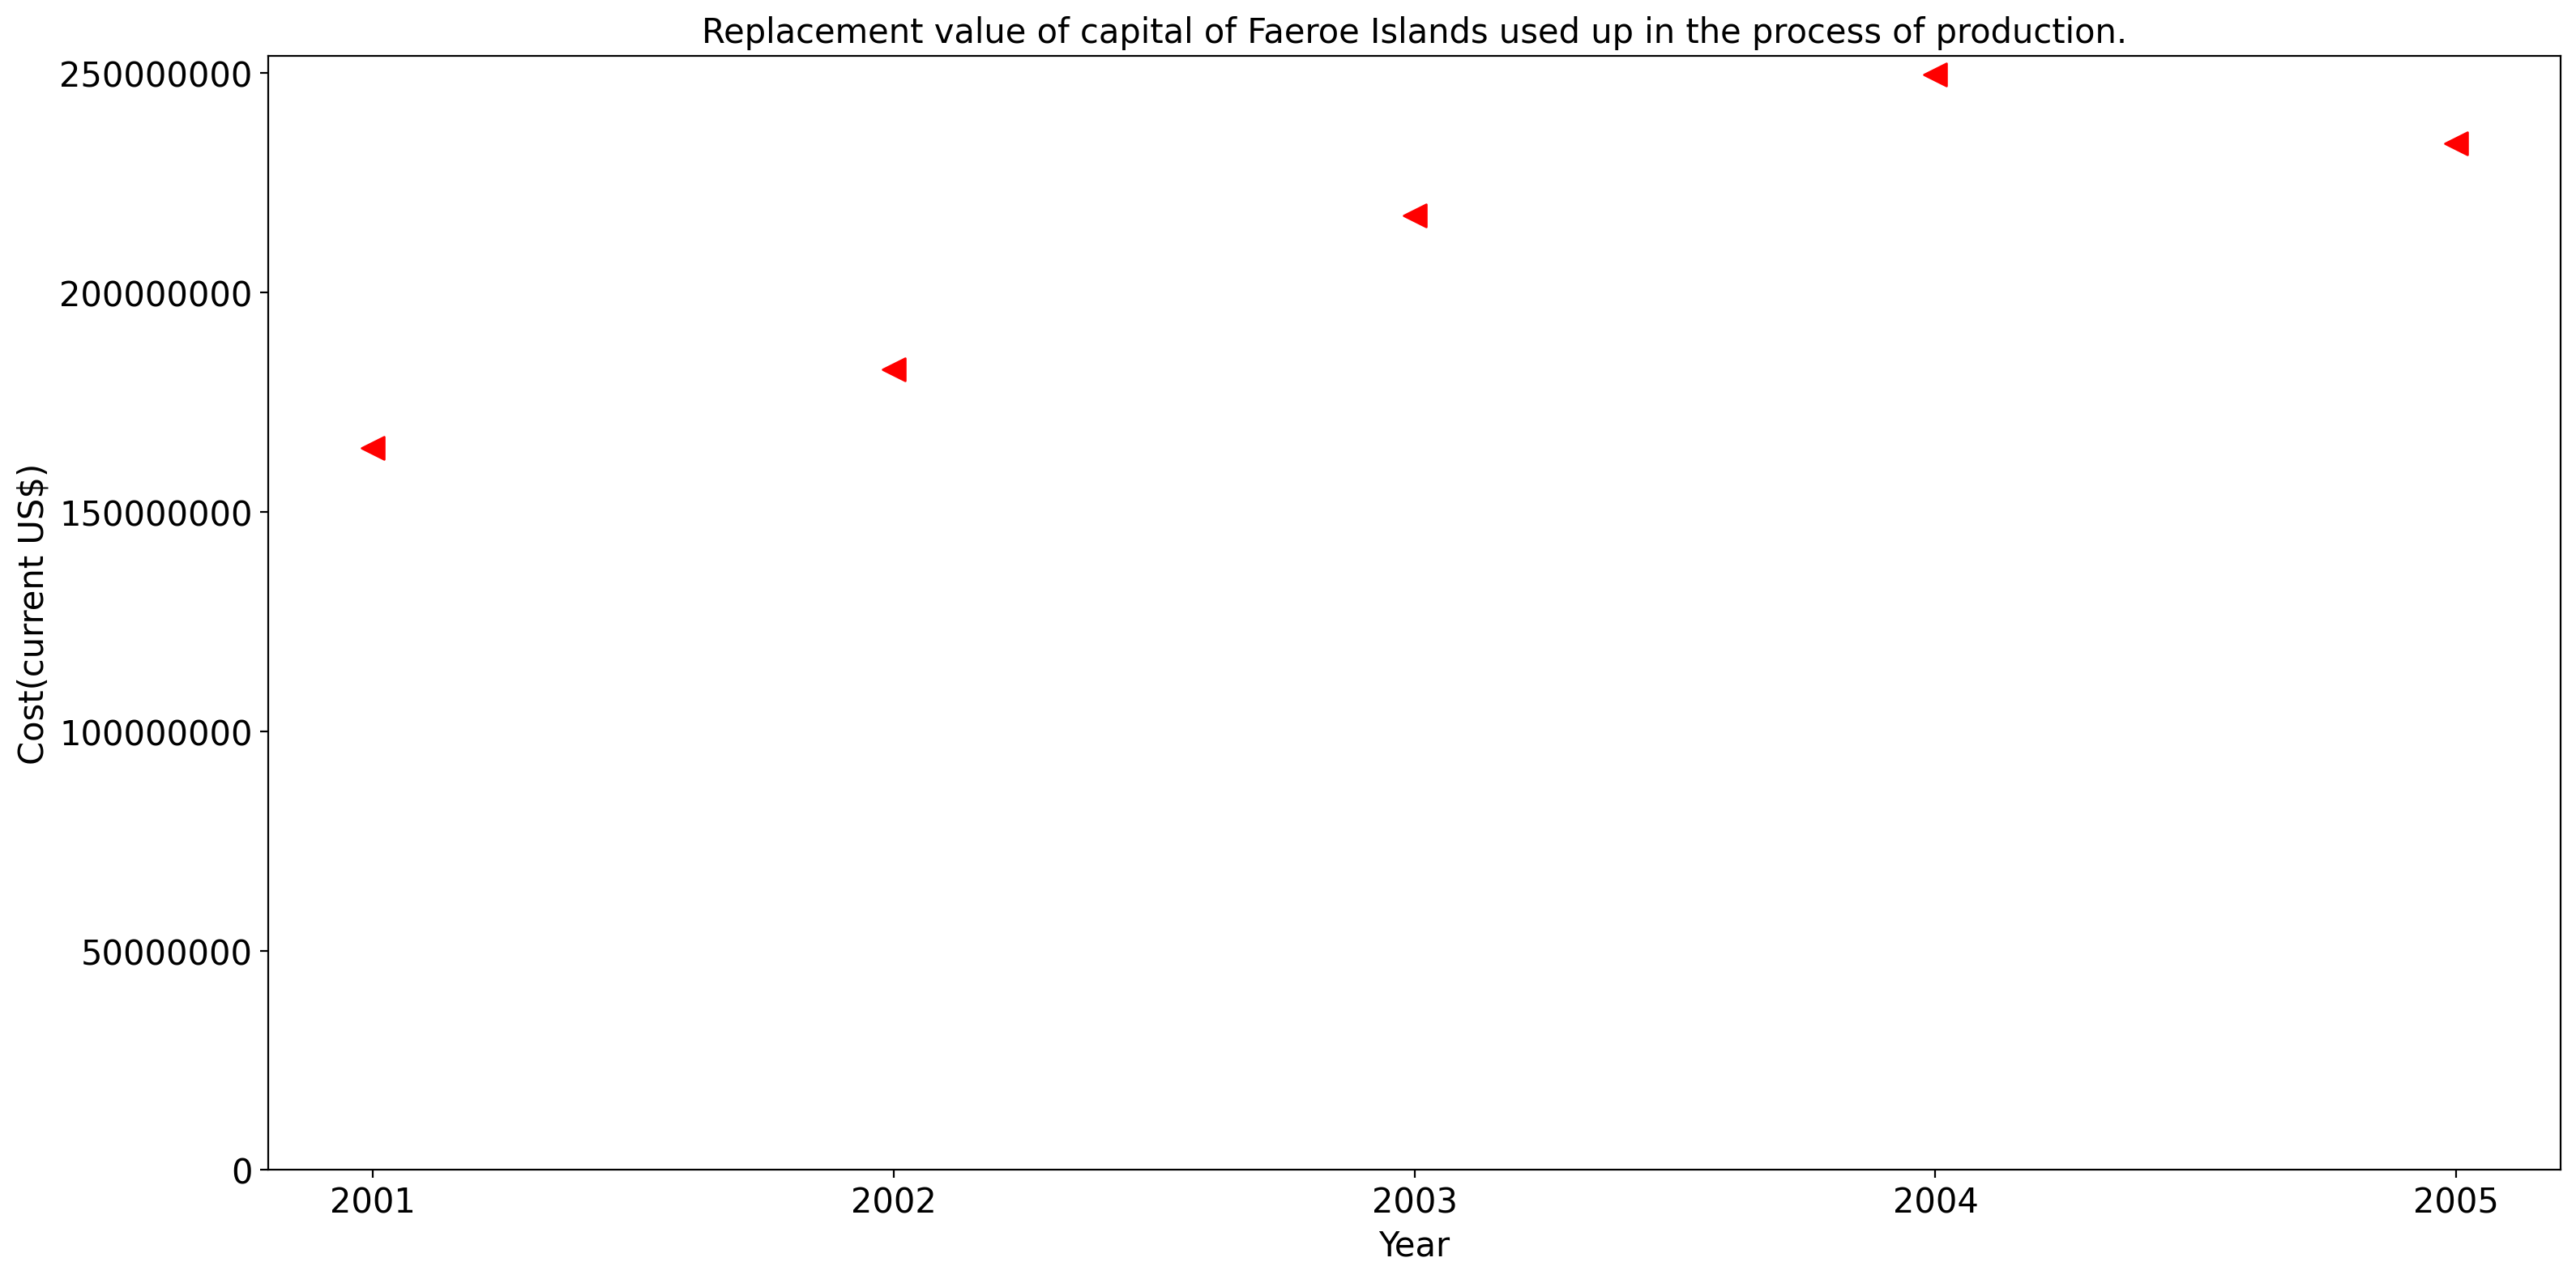 Replacement value of capital of Faeroe Islands used up in the process of production.
250000000
200000000
150000000
100000000
50000000
0
Cost(current US$)
2001 2002 2003 2004 2005
Year